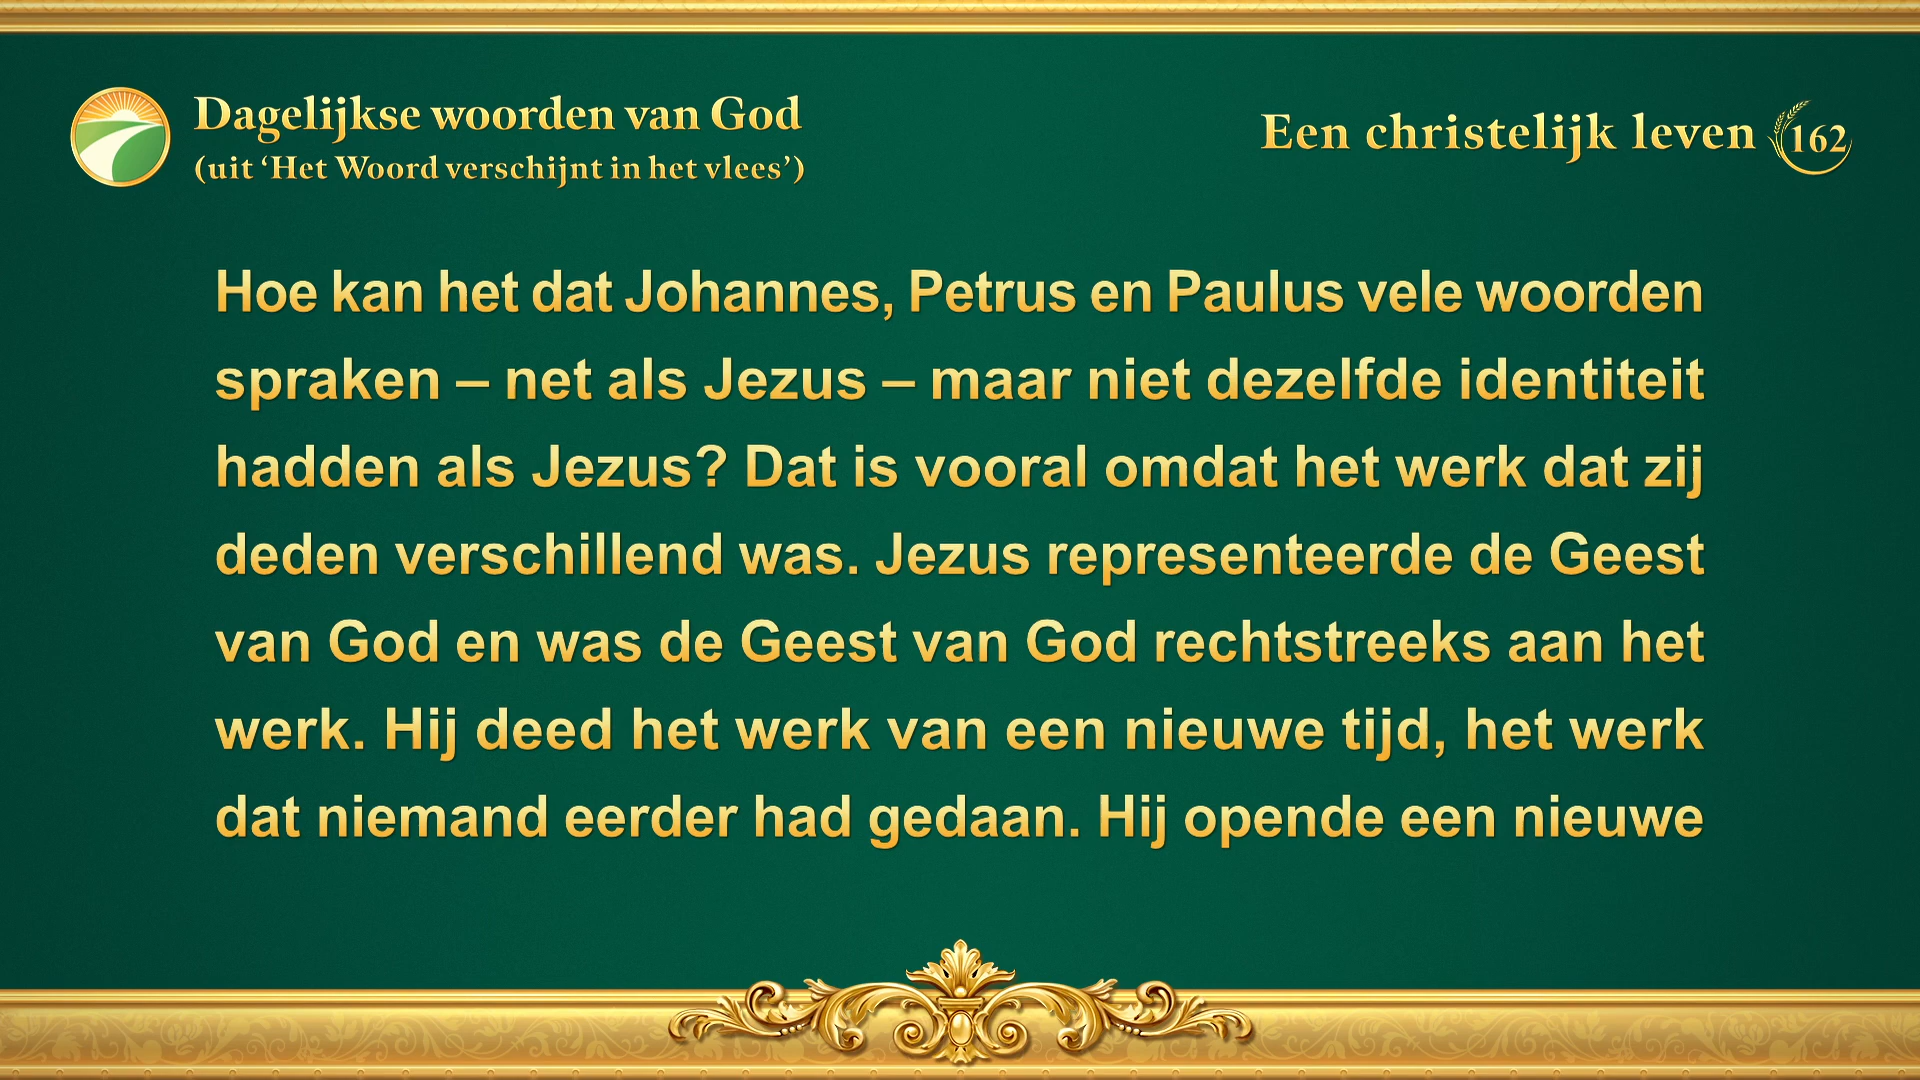 Dagelijkse woorden van God
(uit ‘Het Woord verschijnt in het vlees’)
Een christelijk leven 162
Hoe kan het dat Johannes, Petrus en Paulus vele woorden
spraken – net als Jezus – maar niet dezelfde identiteit
hadden als Jezus? Dat is vooral omdat het werk dat zij
deden verschillend was. Jezus representeerde de Geest
van God en was de Geest van God rechtstreeks aan het
werk. Hij deed het werk van een nieuwe tijd, het werk
dat niemand eerder had gedaan. Hij opende een nieuwe